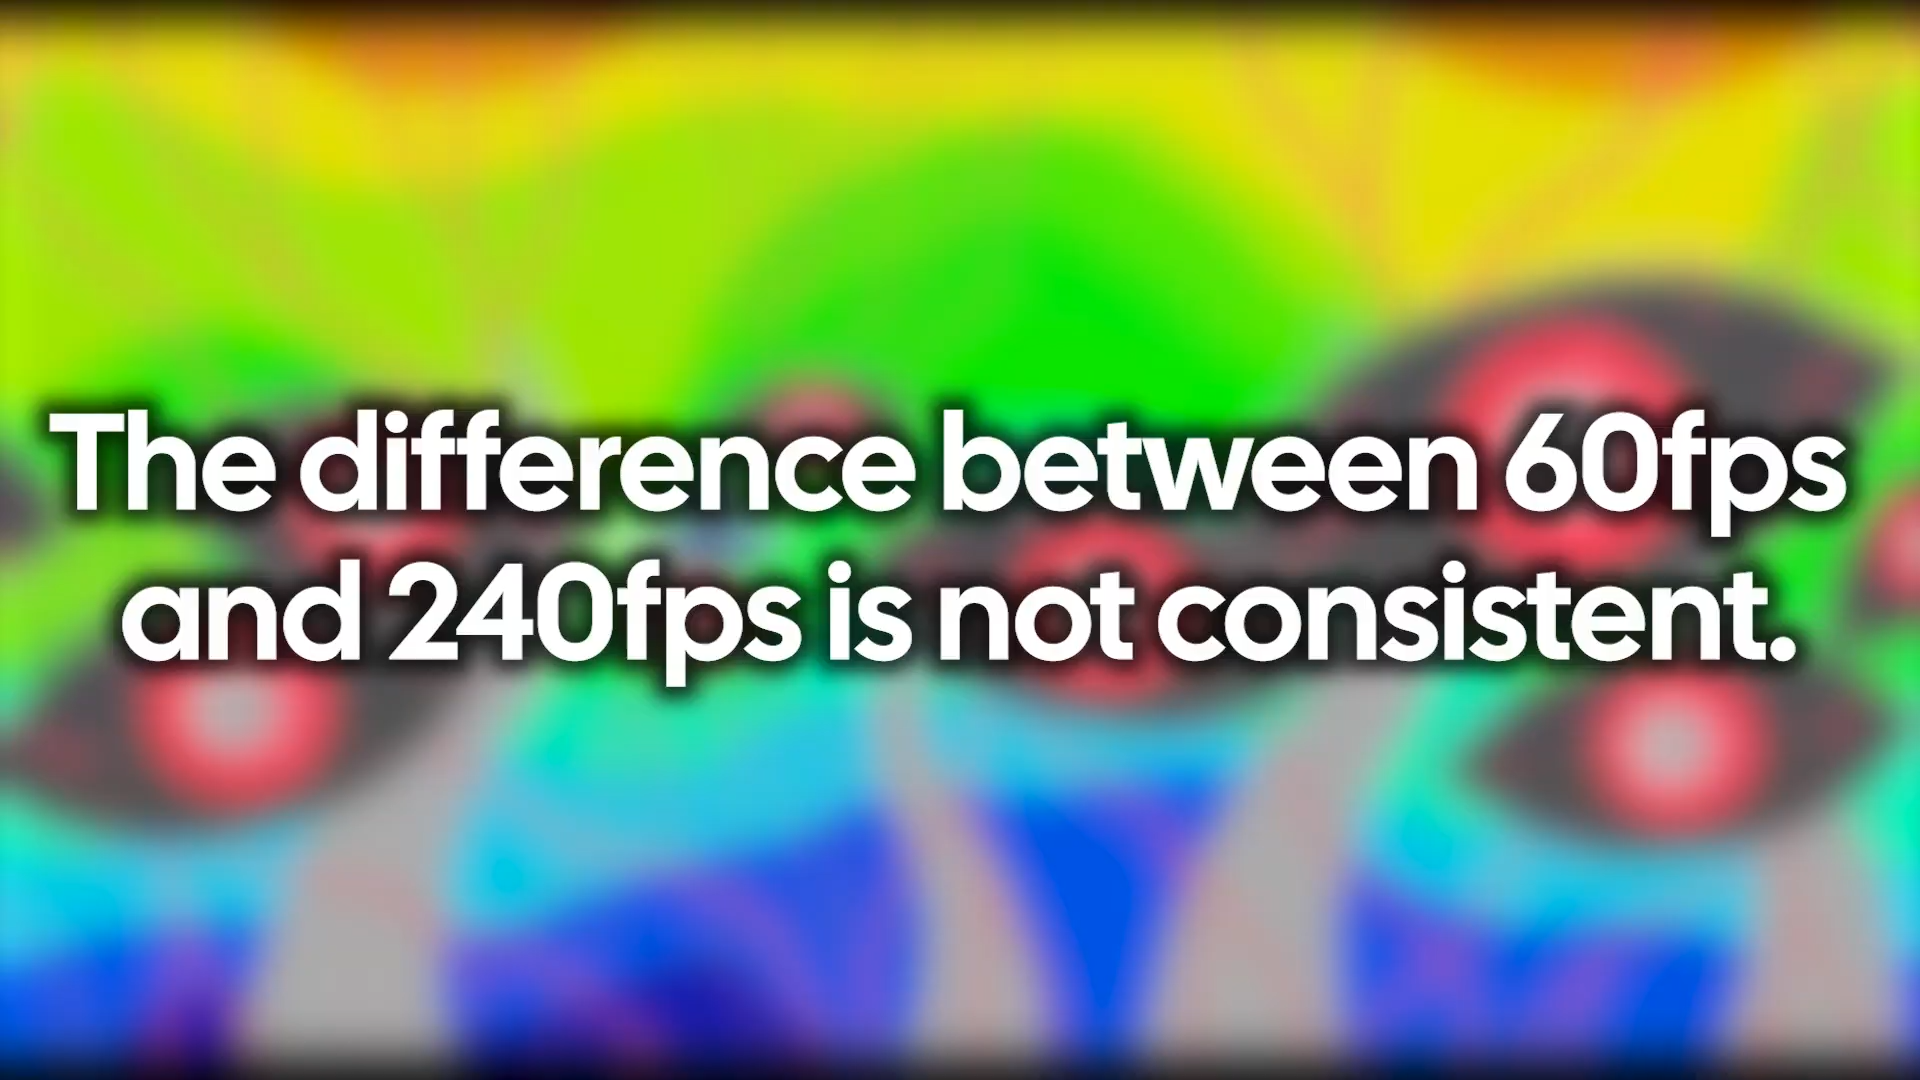 The difference between 60fps
and 240fps is not consistent.